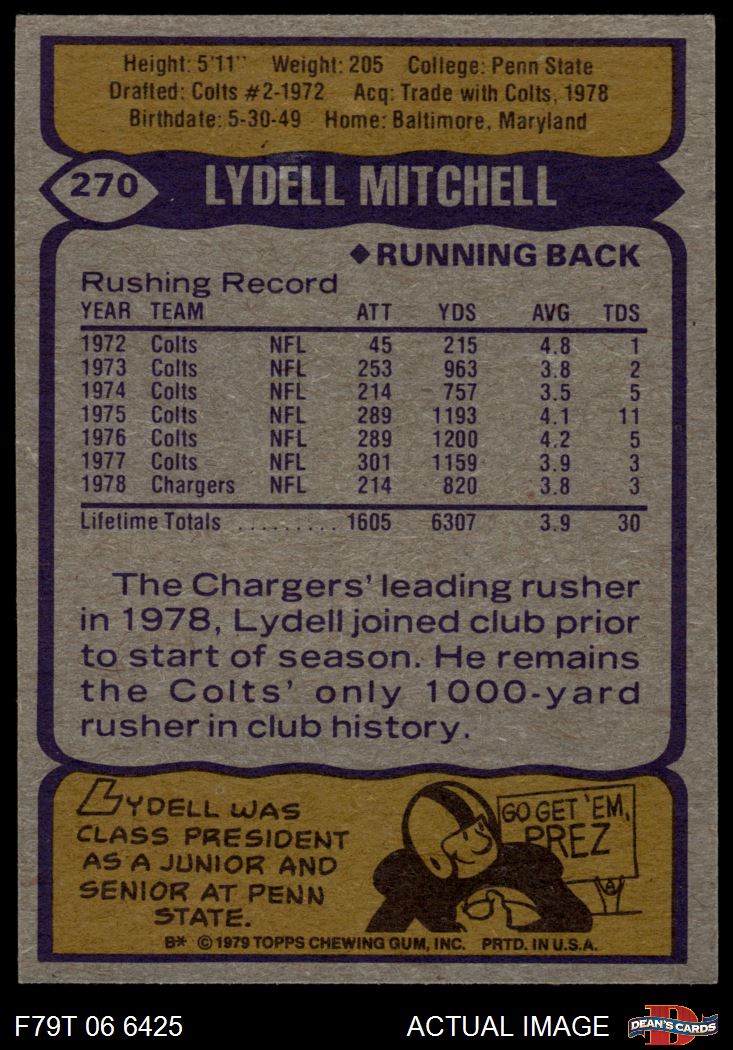 Height: 5'11" Weight: 205 College: Penn State
Drafted: Colts #2-1972 Acq: Trade with Colts, 1978
Birthdate: 5-30-49 Home: Baltimore, Maryland
270 LYDELL MITCHELL
◆RUNNING BACK
Rushing Record
YEAR TEAM ATT YDS AVG TDS
1972 Colts NFL 45 215 4.8 1
1973 Colts NFL 253 963 3.8 2
1974 Colts NFL 214 757 3.5 5
1975 Colts NFL 289 1193 4.1 11
1976 Colts NFL 289 1200 4.2 5
1977 Colts NFL 301 1159 3.9 3
1978 Chargers NFL 214 820 3.8 3
Lifetime Totals ......... 1605 6307 3.9 30
The Chargers' leading rusher
in 1978, Lydell joined club prior
to start of season. He remains
the Colts' only 1000-yard
rusher in club history.
LYDELL WAS
CLASS PRESIDENT
AS A JUNIOR AND
SENIOR AT PENN
STATE.
GO GET 'EM,
PREZ
B* ©1979 TOPPS CHEWING GUM, INC. PRTD. IN U.S.A.
F79T 06 6425 ACTUAL IMAGE
D
DEAN'S CARDS